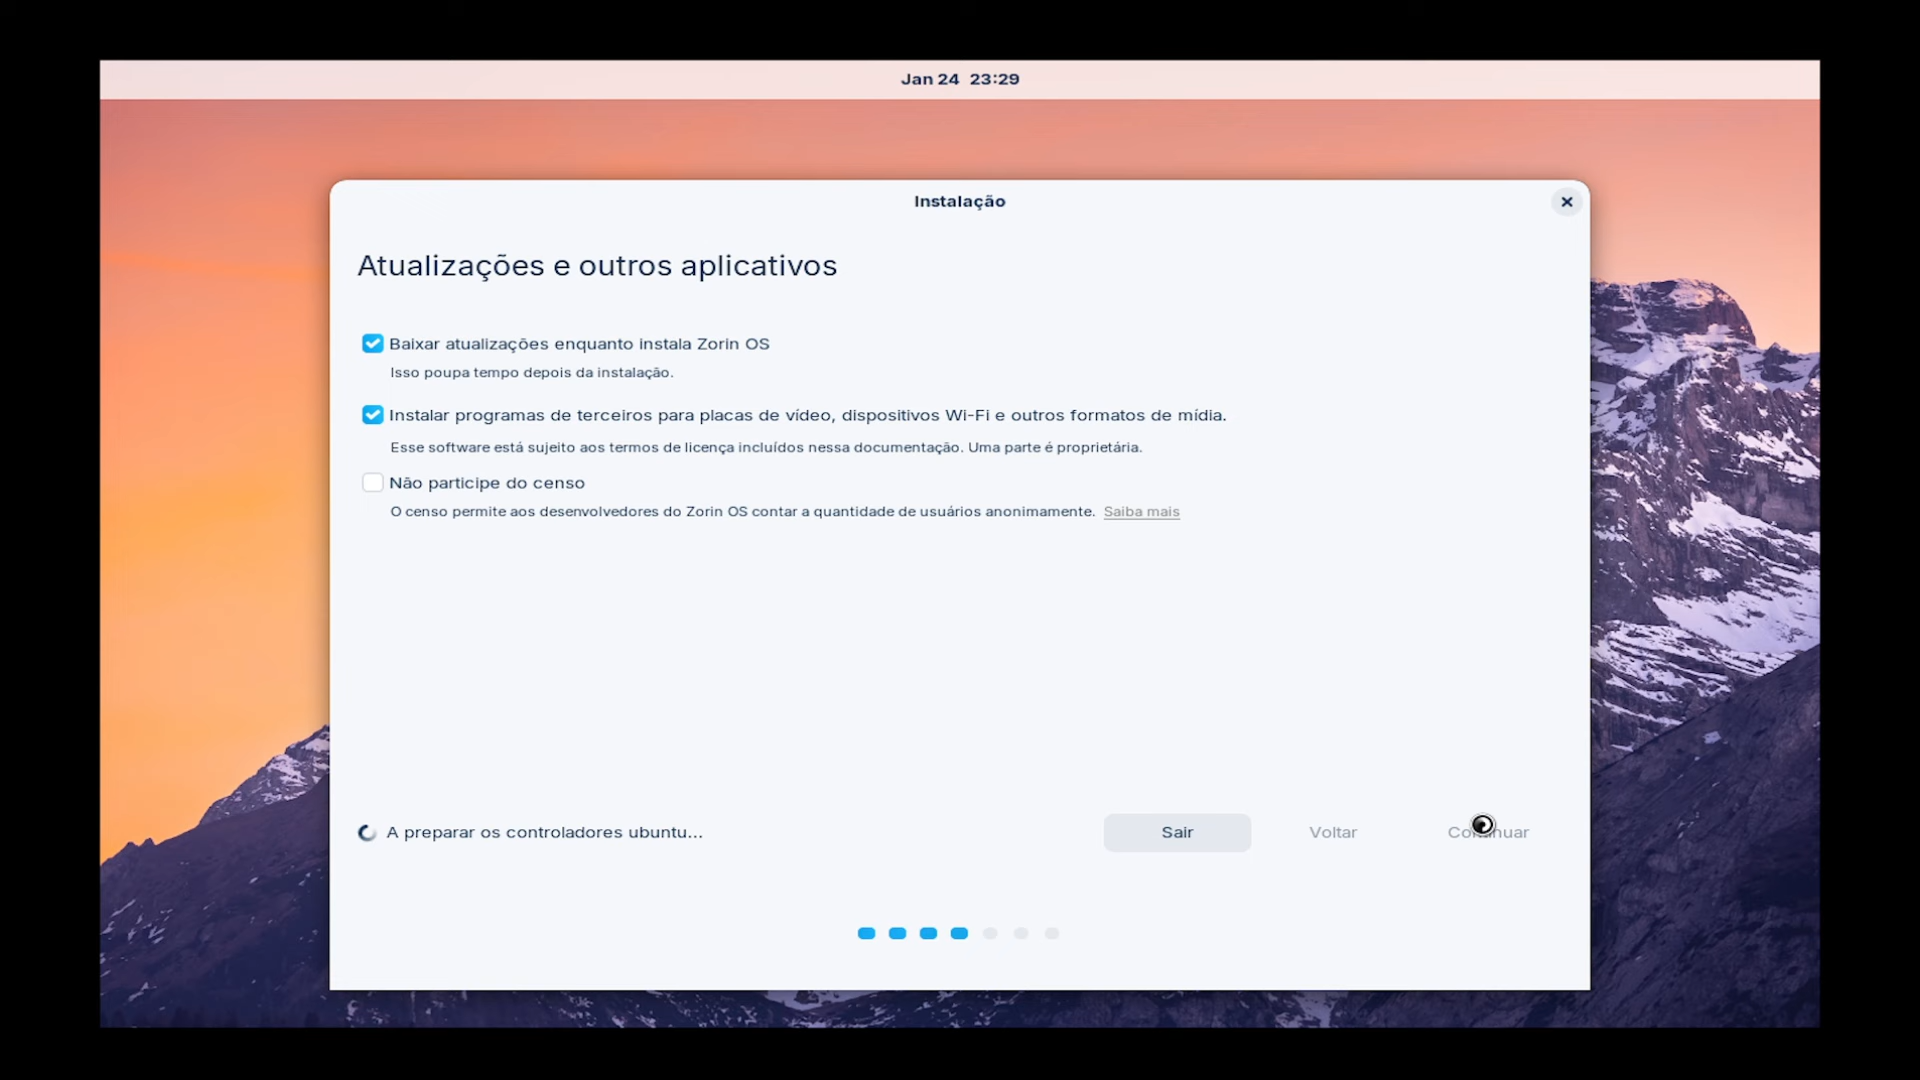 Jan 24 23:29
Instalação
Atualizações e outros aplicativos
Baixar atualizações enquanto instala Zorin OS
Isso poupa tempo depois da instalação.
Instalar programas de terceiros para placas de vídeo, dispositivos Wi-Fi e outros formatos de mídia.
Esse software está sujeito aos termos de licença incluídos nessa documentação. Uma parte é proprietária.
Não participe do censo
O censo permite aos desenvolvedores do Zorin OS contar a quantidade de usuários anonimamente. Saiba mais
A preparar os controladores ubuntu...
Sair
Voltar
Continuar